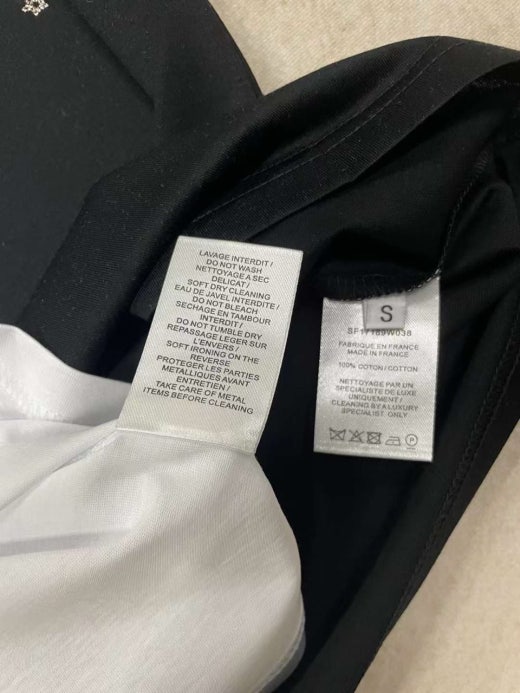 LAVAGE INTERDIT /
DO NOT WASH
NETTOYAGE A SEC
DELICAT /
SOFT DRY CLEANING
EAU DE JAVEL INTERDITE /
DO NOT BLEACH
SECHAGE EN TAMBOUR
INTERDIT /
DO NOT TUMBLE DRY
REPASSAGE LEGER SUR
L'ENVERS /
SOFT IRONING ON THE
REVERSE
PROTEGER LES PARTIES
METALLIQUES AVANT
ENTRETIEN /
TAKE CARE OF METAL
ITEMS BEFORE CLEANING
S
SF17189W038
FABRIQUE EN FRANCE
MADE IN FRANCE
100% COTON / COTTON
NETTOYAGE PAR UN
SPECIALISTE DE LUXE
UNIQUEMENT /
CLEANING BY A LUXURY
SPECIALIST ONLY
P